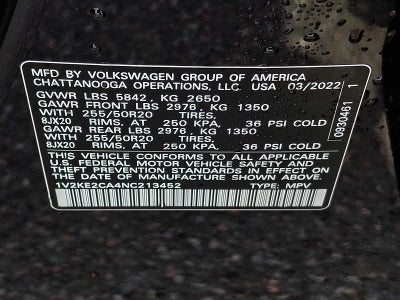 MFD BY VOLKSWAGEN GROUP OF AMERICA
CHATTANOOGA OPERATIONS, LLC. USA 03/2022
GVWR LBS 5842, KG 2650
GAWR FRONT LBS 2976, KG 1350
WITH 255/50R20 TIRES,
8JX20 RIMS, AT 250 KPA, 36 PSI COLD
GAWR REAR LBS 2976 KG 1350
WITH 255/50R20 TIRES,
8JX20 RIMS, AT 250 KPA, 36 PSI COLD
THIS VEHICLE CONFORMS TO ALL APPLICABLE
U.S. FEDERAL MOTOR VEHICLE SAFETY AND
THEFT PREVENTION STANDARDS IN EFFECT ON
THE DATE OF MANUFACTURE SHOWN ABOVE.
1V2KE2CA4NC213452 TYPE: MPV
0930461 1